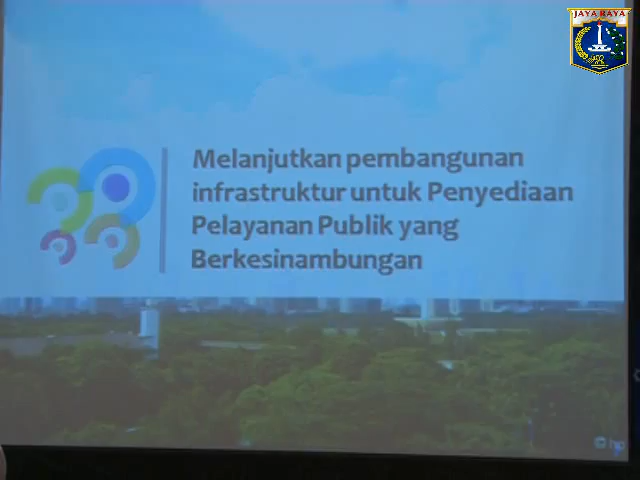 JAYA RAYA
Melanjutkan pembangunan
infrastruktur untuk Penyediaan
Pelayanan Publik yang
Berkesinambungan